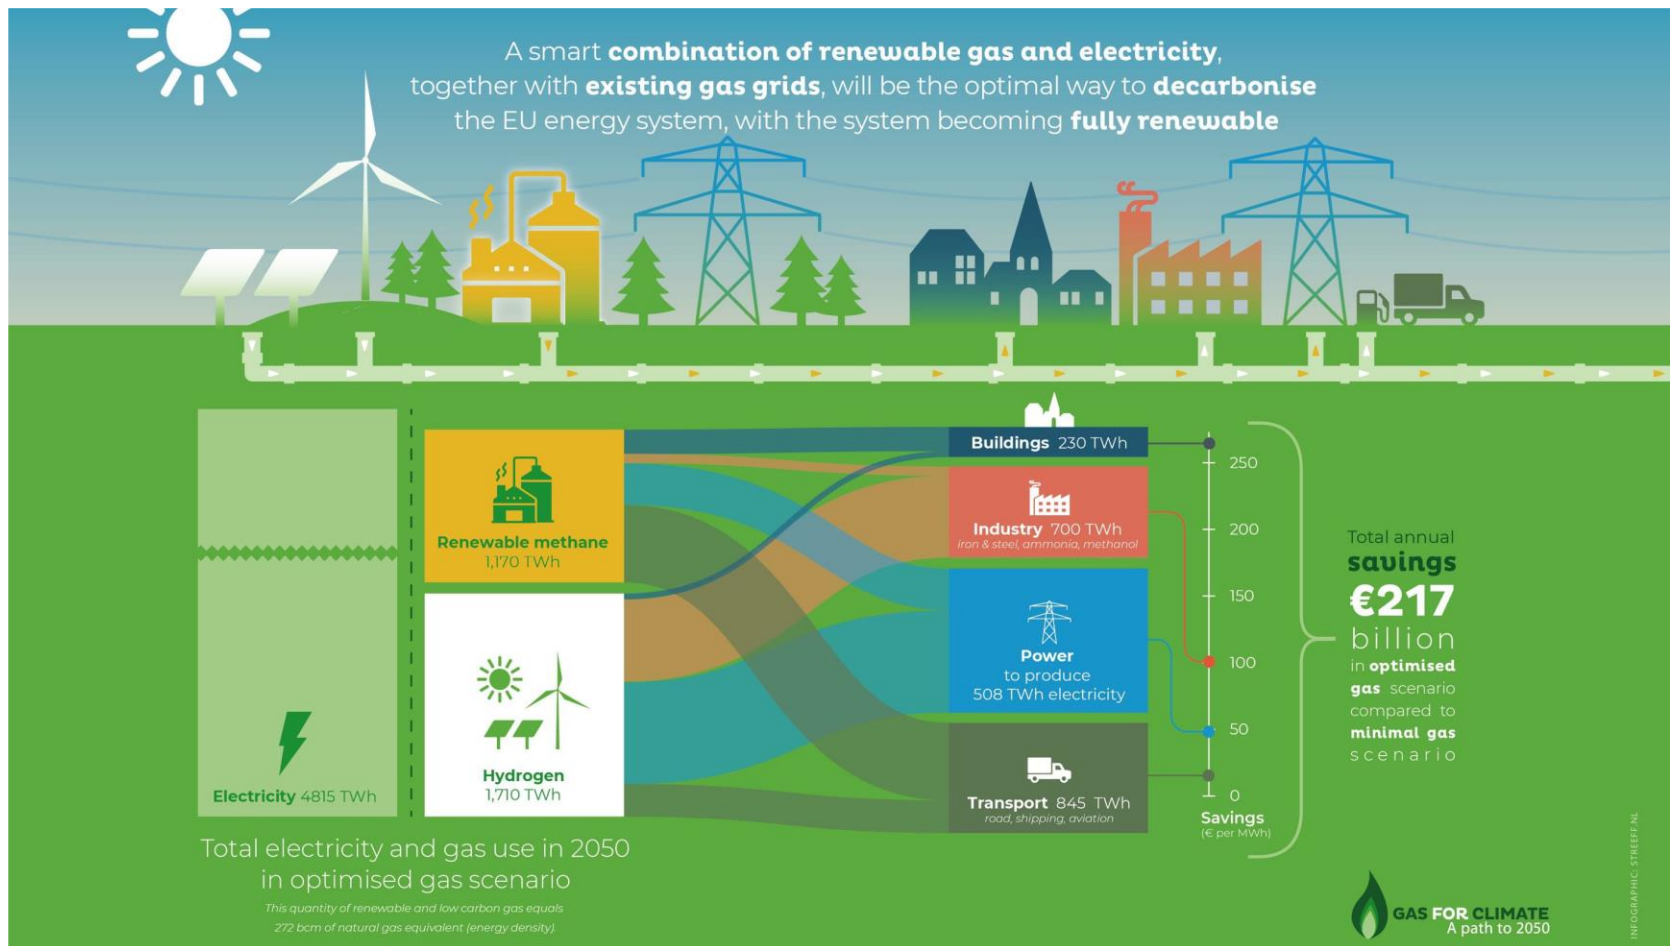 A smart combination of renewable gas and electricity,
together with existing gas grids, will be the optimal way to decarbonise
the EU energy system, with the system becoming fully renewable
Renewable methane
1,170 TWh
Hydrogen
1,710 TWh
Electricity 4815 TWh
Buildings 230 TWh
Industry 700 TWh
iron & steel, ammonia, methanol
Power
to produce
508 TWh electricity
Transport 845 TWh
road, shipping, aviation
250
200
150
100
50
0
Savings
(€ per MWh)
Total annual
savings
€217
billion
in optimised
gas scenario
compared to
minimal gas
scenario
Total electricity and gas use in 2050
in optimised gas scenario
This quantity of renewable and low carbon gas equals
272 bcm of natural gas equivalent (energy density).
GAS FOR CLIMATE
A path to 2050
INFOGRAPHIC: STREEFF.NL